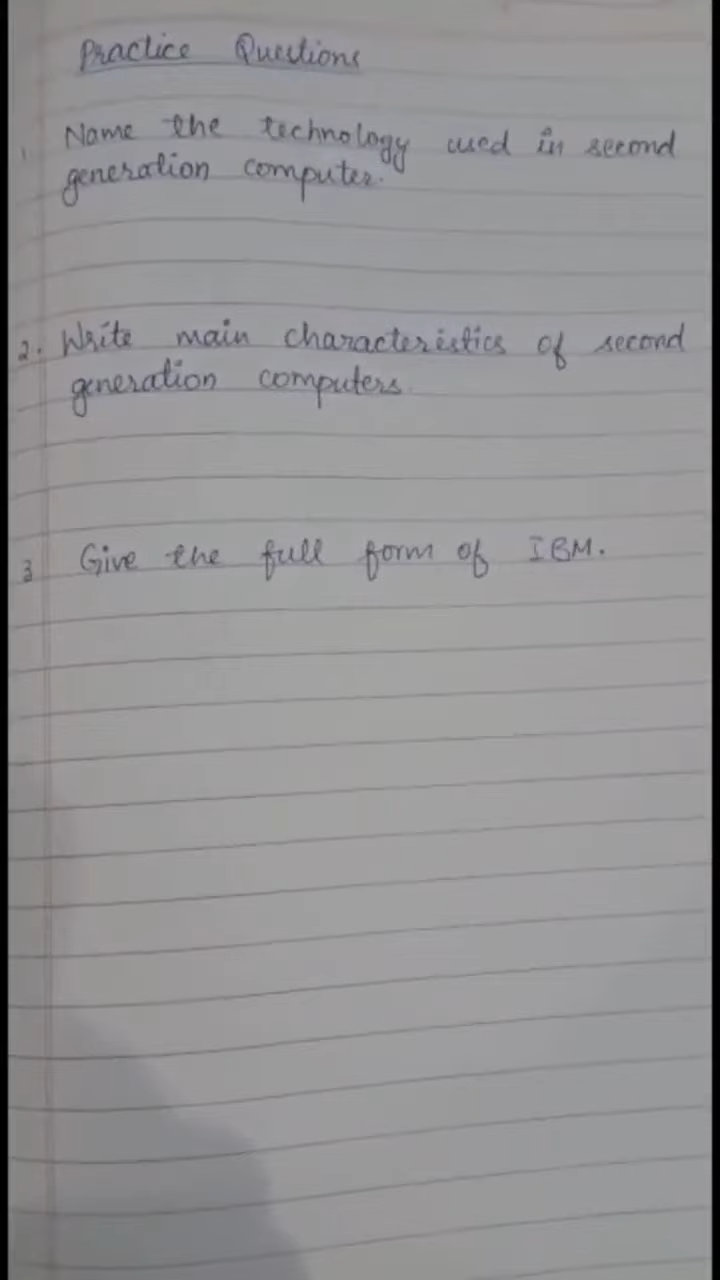 Practice Questions
1. Name the technology used in second
generation computer.
2. Write main characteristics of second
generation computers.
3 Give the full form of IBM.